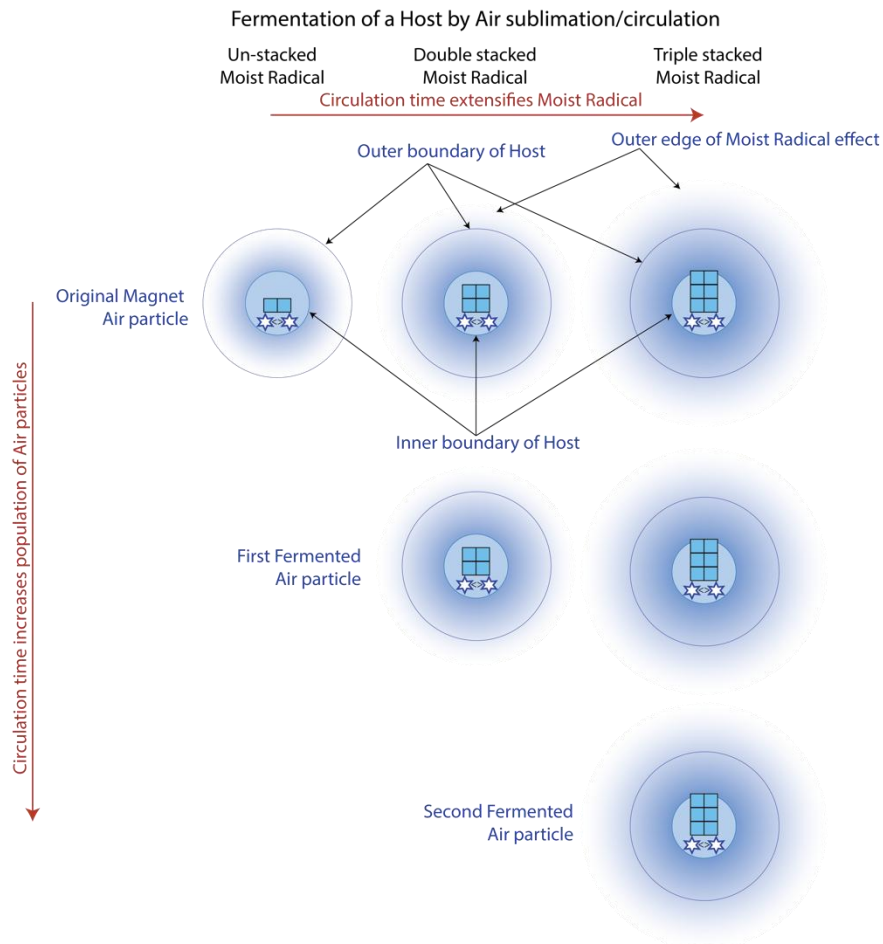 Fermentation of a Host by Air sublimation/circulation
Un-stacked
Moist Radical
Double stacked
Moist Radical
Triple stacked
Moist Radical
Circulation time extensifies Moist Radical
Outer boundary of Host
Outer edge of Moist Radical effect
Original Magnet
Air particle
Inner boundary of Host
Circulation time increases population of Air particles
First Fermented
Air particle
Second Fermented
Air particle